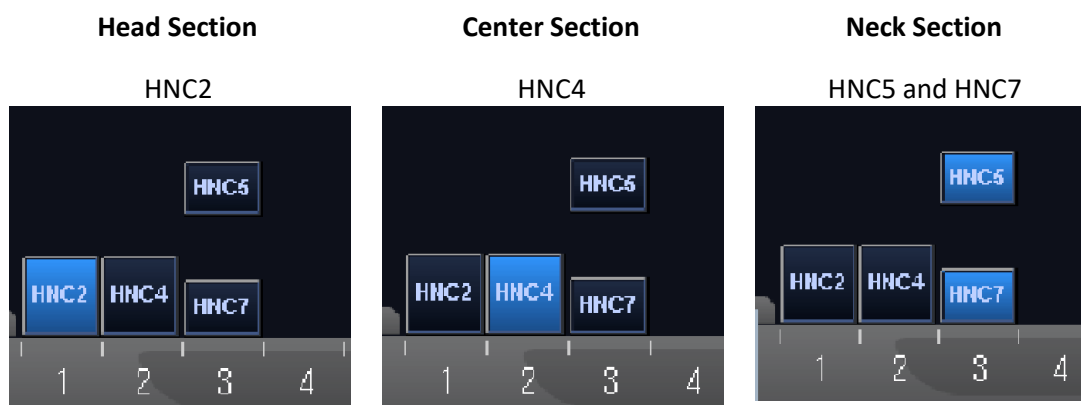 Head Section
HNC2
HNC5
HNC2 HNC4 HNC7
1 2 3 4
Center Section
HNC4
HNC5
HNC2 HNC4 HNC7
1 2 3 4
Neck Section
HNC5 and HNC7
HNC5
HNC2 HNC4 HNC7
1 2 3 4